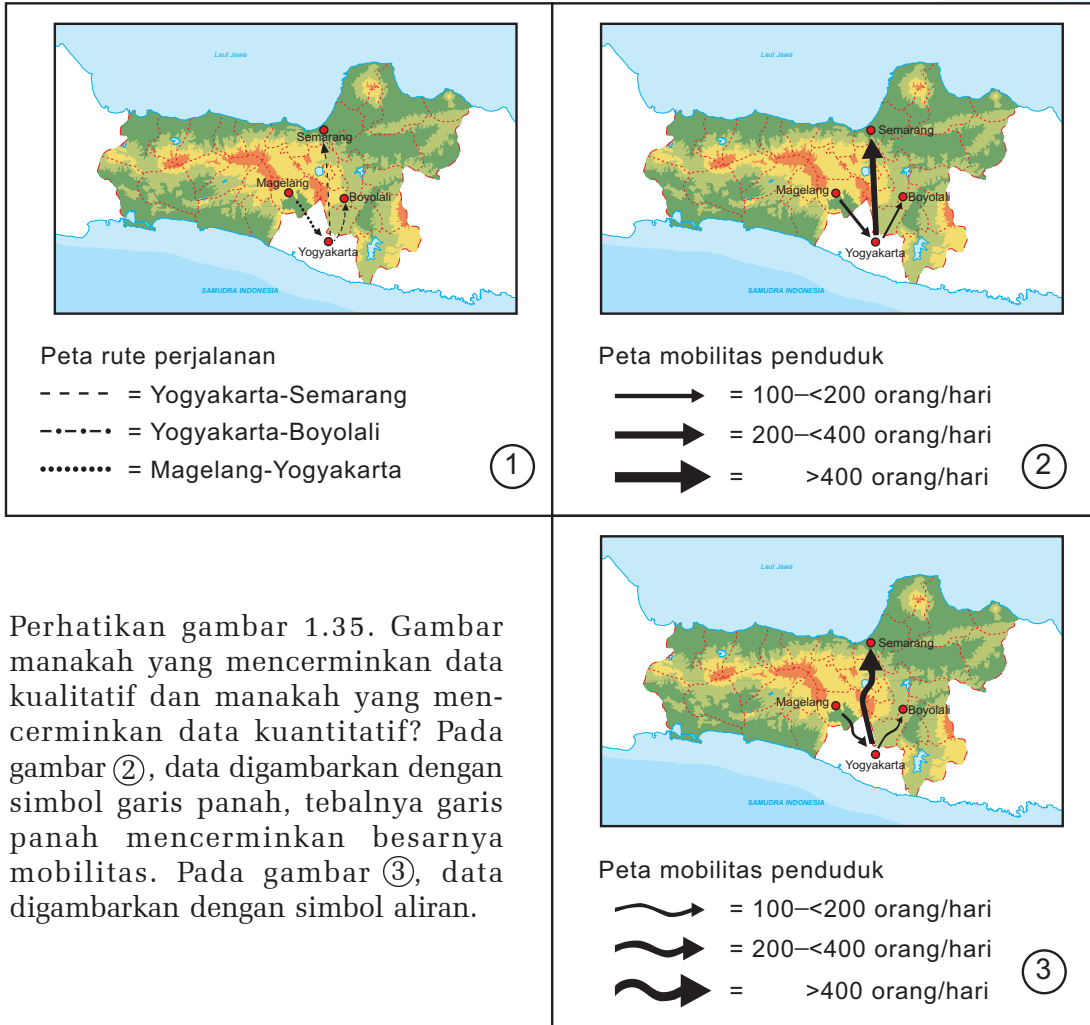 Laut Jawa
Semarang
Magelang
Boyolali
Yogyakarta
SAMUDRA INDONESIA
Peta rute perjalanan
= Yogyakarta-Semarang
= Yogyakarta-Boyolali
= Magelang-Yogyakarta
1
Laut Jawa
Semarang
Magelang
Boyolali
Yogyakarta
SAMUDRA INDONESIA
Peta mobilitas penduduk
= 100–<200 orang/hari
= 200–<400 orang/hari
= >400 orang/hari
2
Perhatikan gambar 1.35. Gambar
manakah yang mencerminkan data
kualitatif dan manakah yang men-
cerminkan data kuantitatif? Pada
gambar ②, data digambarkan dengan
simbol garis panah, tebalnya garis
panah mencerminkan besarnya
mobilitas. Pada gambar ③, data
digambarkan dengan simbol aliran.
Laut Jawa
Semarang
Magelang
Boyolali
Yogyakarta
SAMUDRA INDONESIA
Peta mobilitas penduduk
= 100–<200 orang/hari
= 200–<400 orang/hari
= >400 orang/hari
3